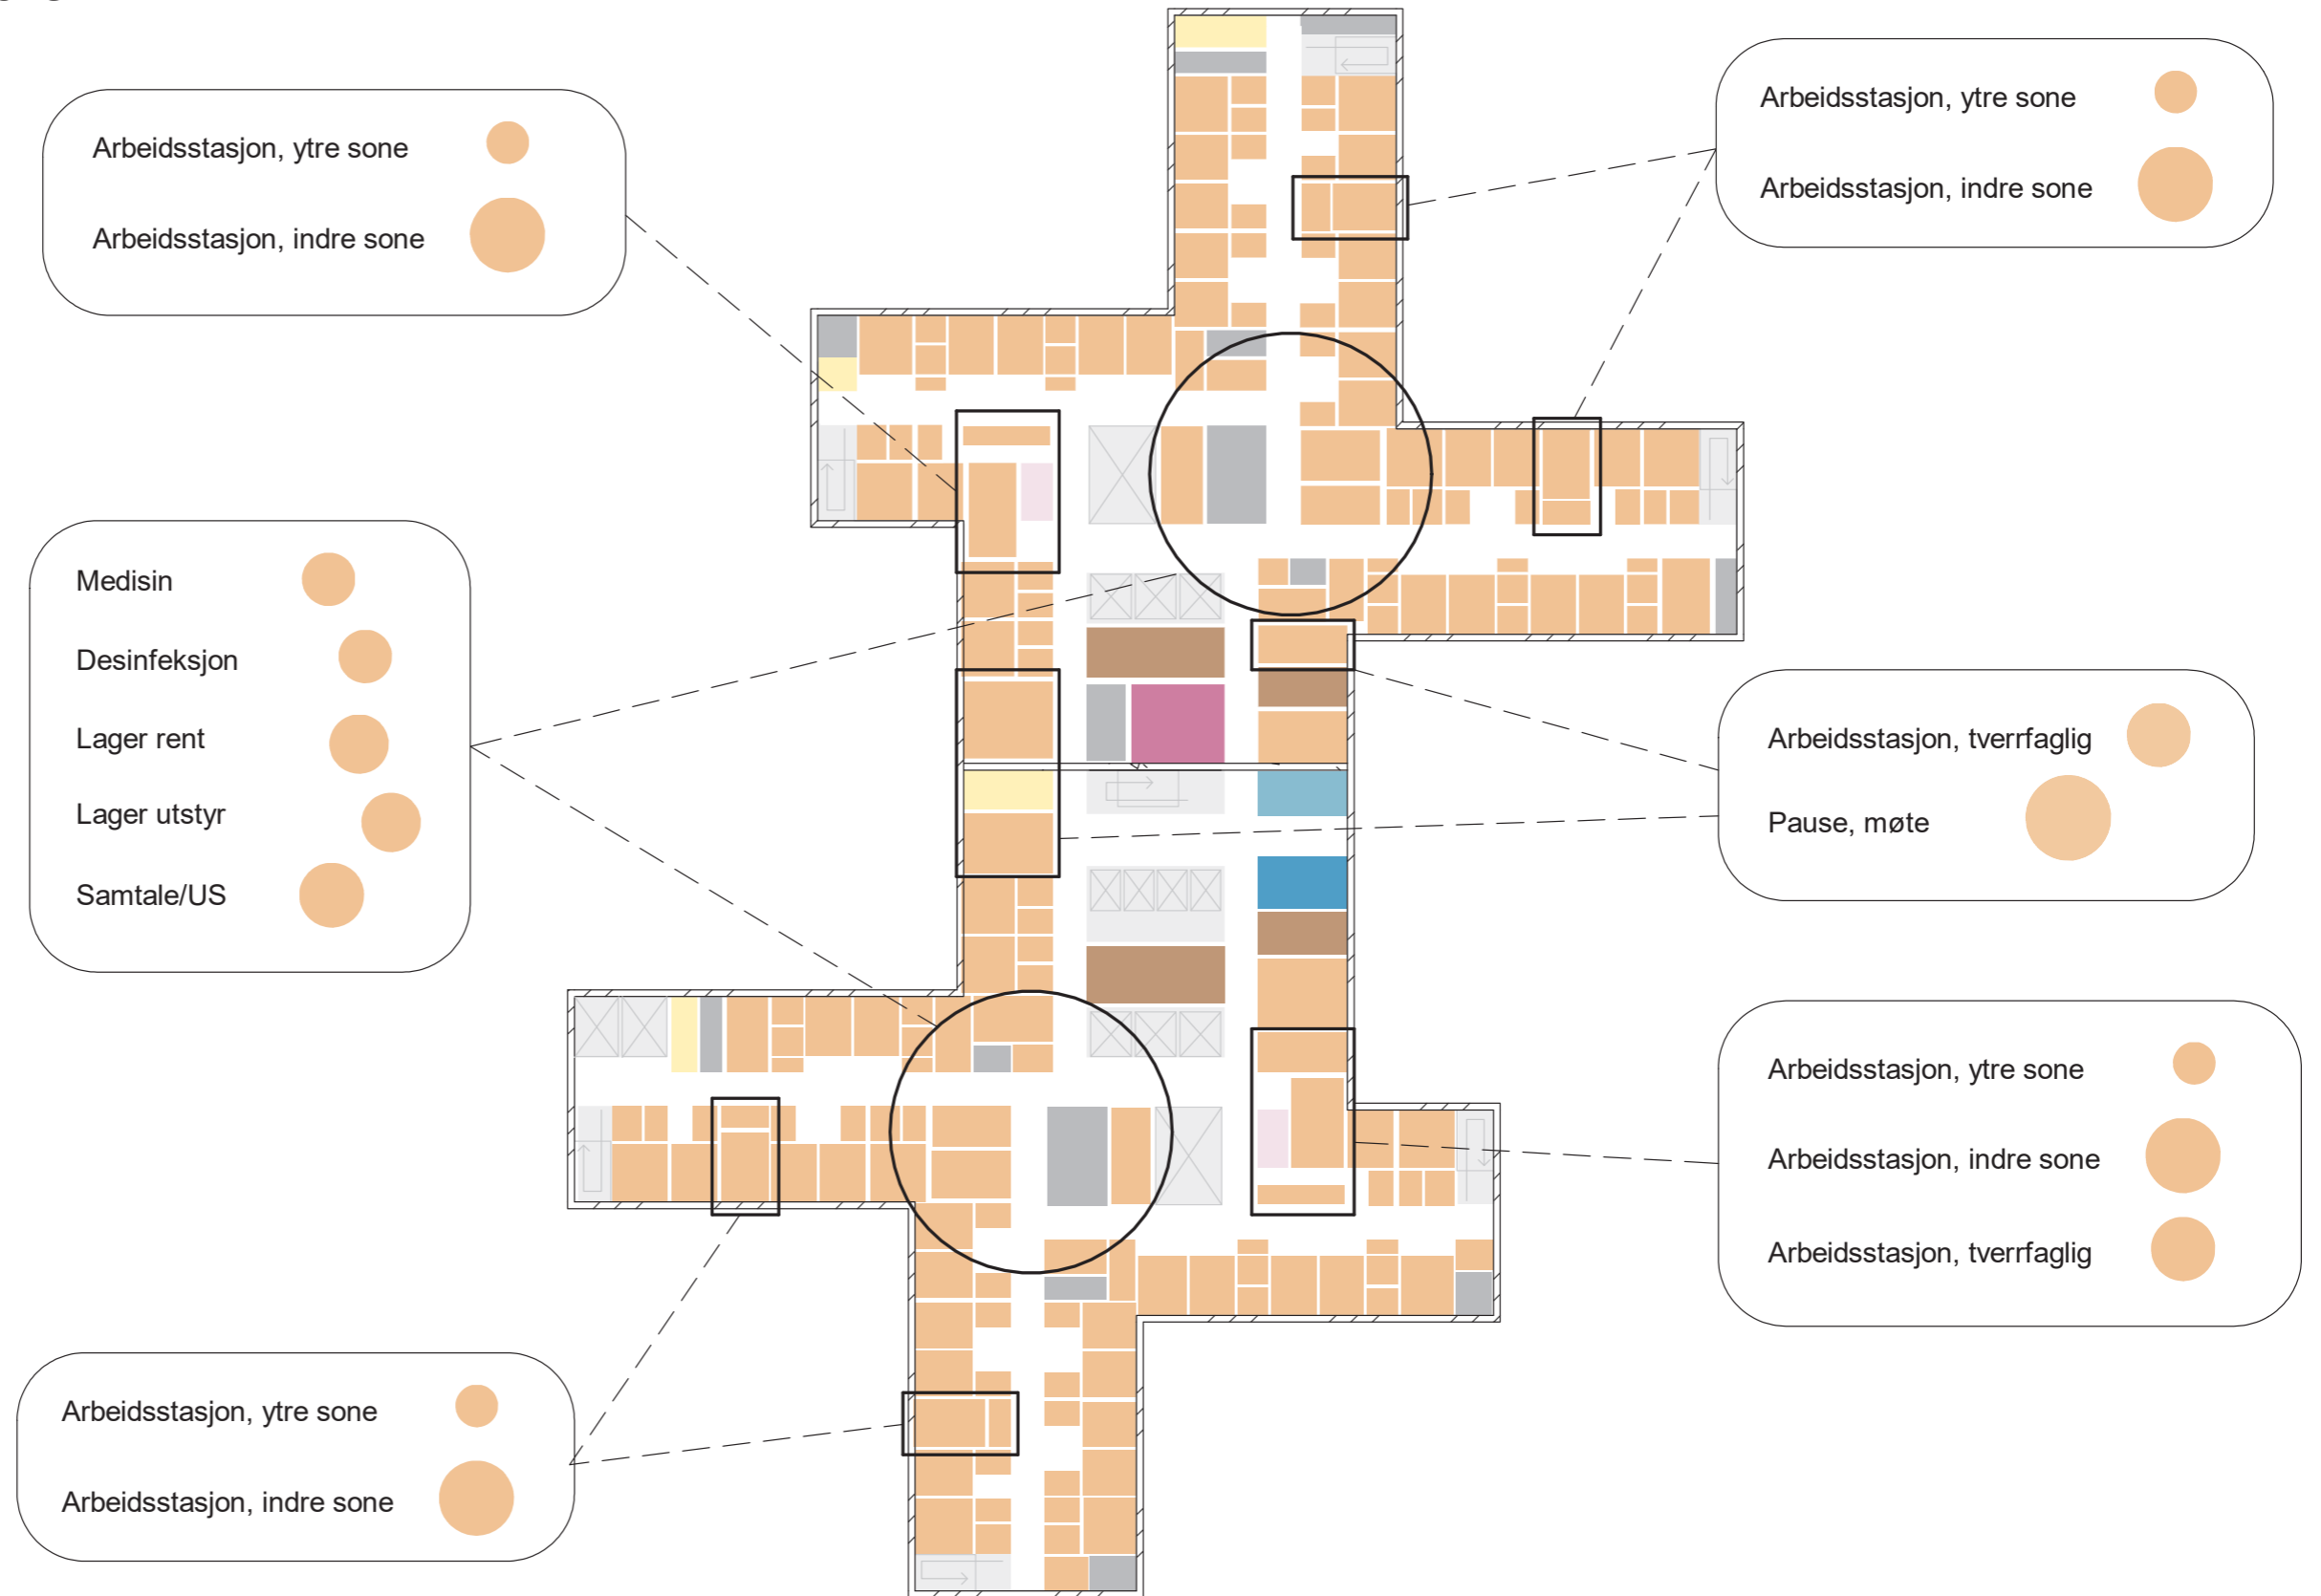 Arbeidsstasjon, ytre sone
Arbeidsstasjon, indre sone
Arbeidsstasjon, ytre sone
Arbeidsstasjon, indre sone
Medisin
Desinfeksjon
Lager rent
Lager utstyr
Samtale/US
Arbeidsstasjon, tverrfaglig
Pause, møte
Arbeidsstasjon, ytre sone
Arbeidsstasjon, indre sone
Arbeidsstasjon, tverrfaglig
Arbeidsstasjon, ytre sone
Arbeidsstasjon, indre sone